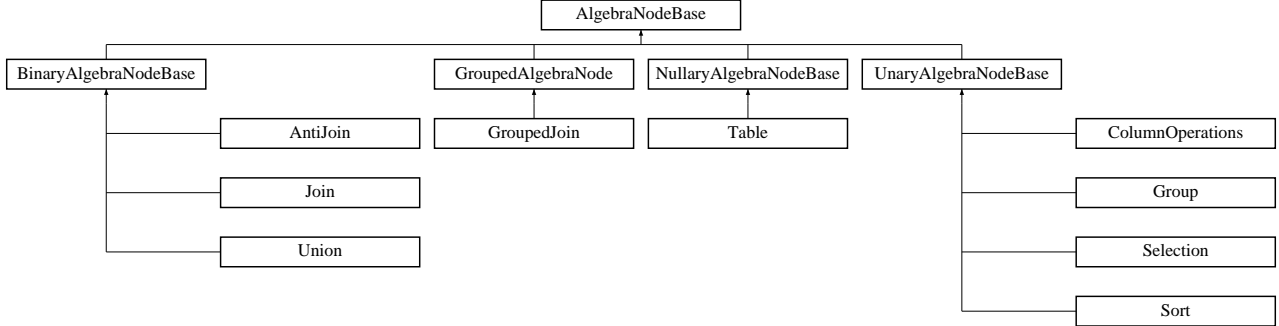 AlgebraNodeBase
BinaryAlgebraNodeBase
GroupedAlgebraNode
NullaryAlgebraNodeBase
UnaryAlgebraNodeBase
AntiJoin
GroupedJoin
Table
ColumnOperations
Join
Group
Union
Selection
Sort